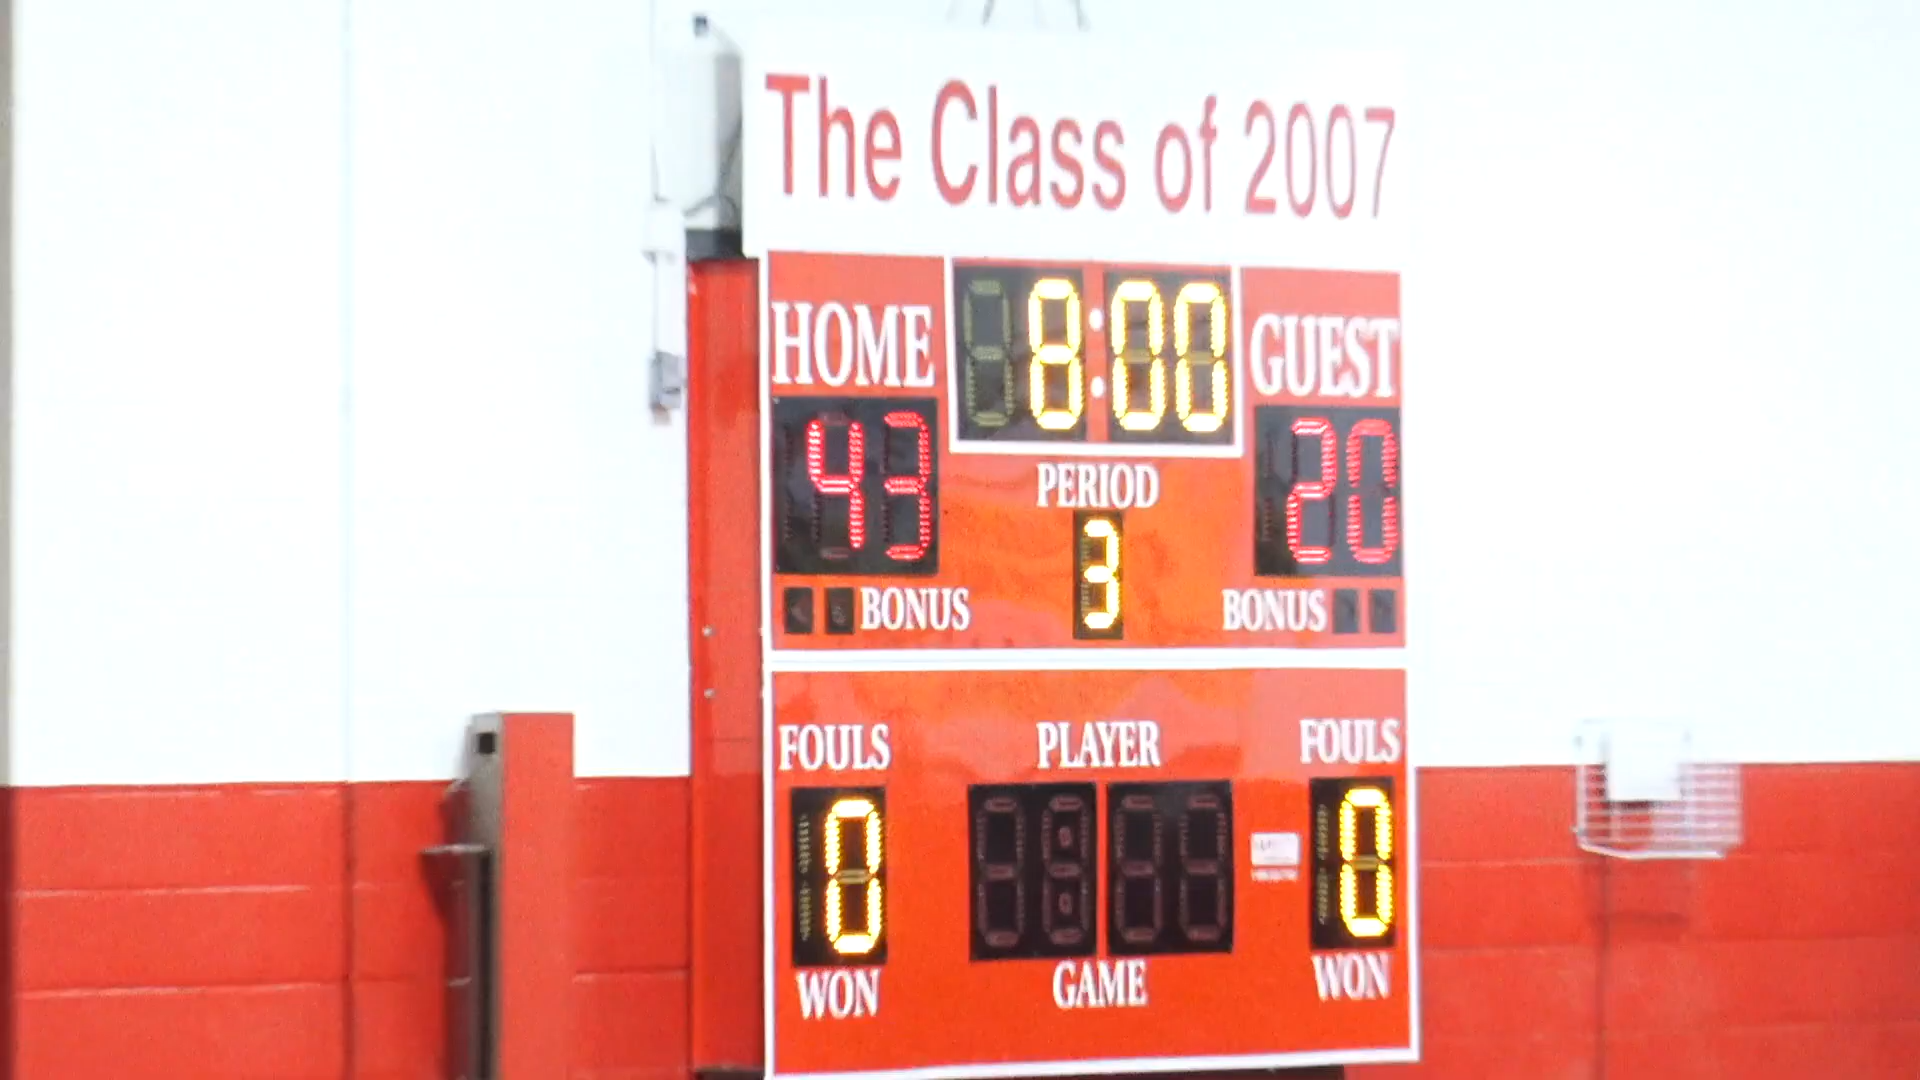 The Class of 2007
HOME 8:00 GUEST
43 20
PERIOD
3
BONUS BONUS
FOULS PLAYER FOULS
0 0
WON GAME WON